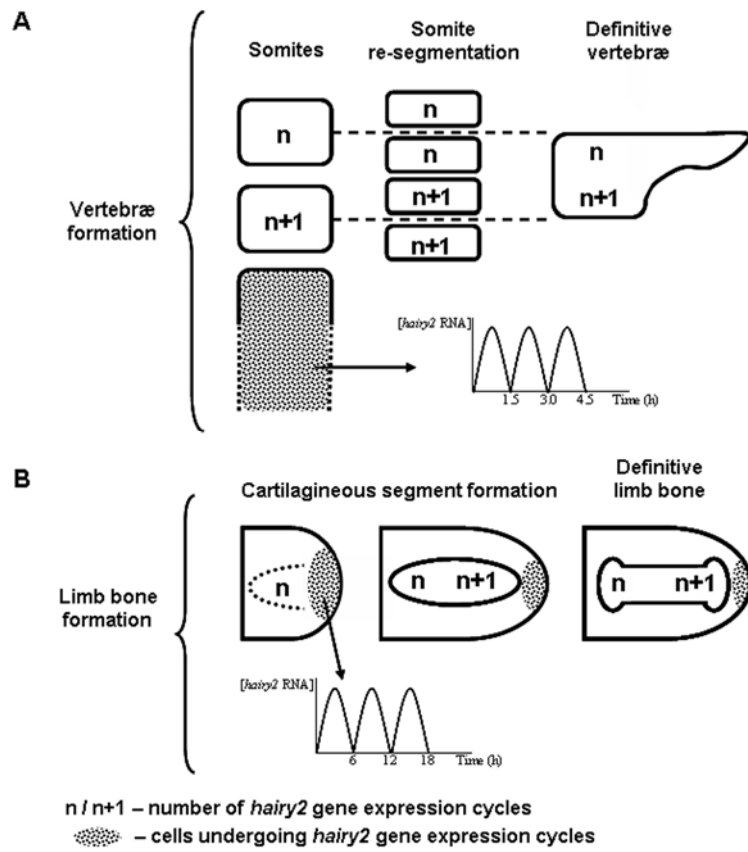 A
Somites
Somite
re-segmentation
Definitive
vertebræ
n
n
n
n
n+1
n+1
n+1
n+1
Vertebræ
formation
[hairy2 RNA]
1.5 3.0 4.5 Time (h)
B
Cartilagineous segment formation
Definitive
limb bone
n
n n+1
n n+1
Limb bone
formation
[hairy2 RNA]
6 12 18 Time (h)
n / n+1 – number of hairy2 gene expression cycles
– cells undergoing hairy2 gene expression cycles